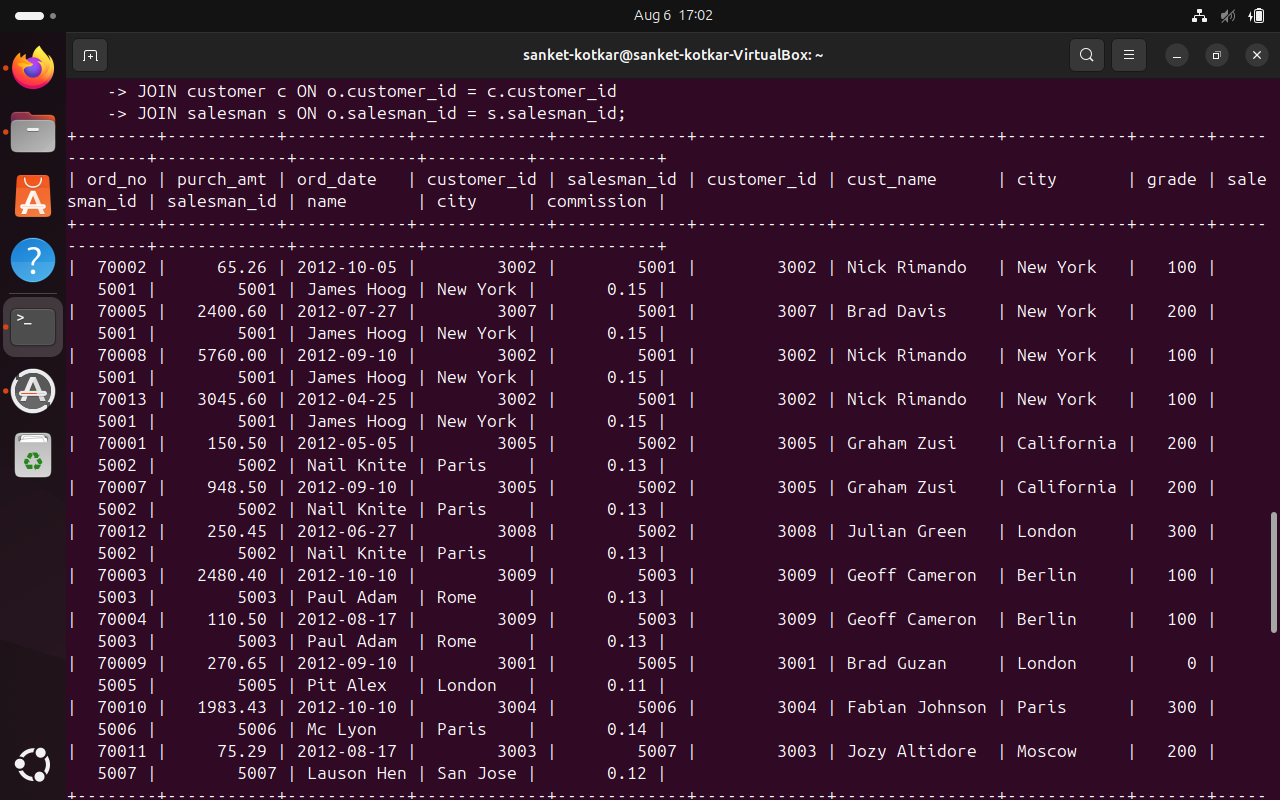 Aug 6 17:02
sanket-kotkar@sanket-kotkar-VirtualBox: ~
    -> JOIN customer c ON o.customer_id = c.customer_id
    -> JOIN salesman s ON o.salesman_id = s.salesman_id;
+--------+-----------+------------+-------------+-------------+-------------+----------------+------------+-------+-----
--------+-------------+------------+----------+------------+
| ord_no | purch_amt | ord_date   | customer_id | salesman_id | customer_id | cust_name      | city       | grade | sale
sman_id | salesman_id | name       | city     | commission |
+--------+-----------+------------+-------------+-------------+-------------+----------------+------------+-------+-----
--------+-------------+------------+----------+------------+
|  70002 |     65.26 | 2012-10-05 |        3002 |        5001 |        3002 | Nick Rimando   | New York   |   100 |
   5001 |        5001 | James Hoog | New York |       0.15 |
|  70005 |   2400.60 | 2012-07-27 |        3007 |        5001 |        3007 | Brad Davis     | New York   |   200 |
   5001 |        5001 | James Hoog | New York |       0.15 |
|  70008 |   5760.00 | 2012-09-10 |        3002 |        5001 |        3002 | Nick Rimando   | New York   |   100 |
   5001 |        5001 | James Hoog | New York |       0.15 |
|  70013 |   3045.60 | 2012-04-25 |        3002 |        5001 |        3002 | Nick Rimando   | New York   |   100 |
   5001 |        5001 | James Hoog | New York |       0.15 |
|  70001 |    150.50 | 2012-05-05 |        3005 |        5002 |        3005 | Graham Zusi    | California |   200 |
   5002 |        5002 | Nail Knite | Paris    |       0.13 |
|  70007 |    948.50 | 2012-09-10 |        3005 |        5002 |        3005 | Graham Zusi    | California |   200 |
   5002 |        5002 | Nail Knite | Paris    |       0.13 |
|  70012 |    250.45 | 2012-06-27 |        3008 |        5002 |        3008 | Julian Green   | London     |   300 |
   5002 |        5002 | Nail Knite | Paris    |       0.13 |
|  70003 |   2480.40 | 2012-10-10 |        3009 |        5003 |        3009 | Geoff Cameron  | Berlin     |   100 |
   5003 |        5003 | Paul Adam  | Rome     |       0.13 |
|  70004 |    110.50 | 2012-08-17 |        3009 |        5003 |        3009 | Geoff Cameron  | Berlin     |   100 |
   5003 |        5003 | Paul Adam  | Rome     |       0.13 |
|  70009 |    270.65 | 2012-09-10 |        3001 |        5005 |        3001 | Brad Guzan     | London     |     0 |
   5005 |        5005 | Pit Alex   | London   |       0.11 |
|  70010 |   1983.43 | 2012-10-10 |        3004 |        5006 |        3004 | Fabian Johnson | Paris      |   300 |
   5006 |        5006 | Mc Lyon    | Paris    |       0.14 |
|  70011 |     75.29 | 2012-08-17 |        3003 |        5007 |        3003 | Jozy Altidore  | Moscow     |   200 |
   5007 |        5007 | Lauson Hen | San Jose |       0.12 |
+--------+-----------+------------+-------------+-------------+-------------+----------------+------------+-------+-----